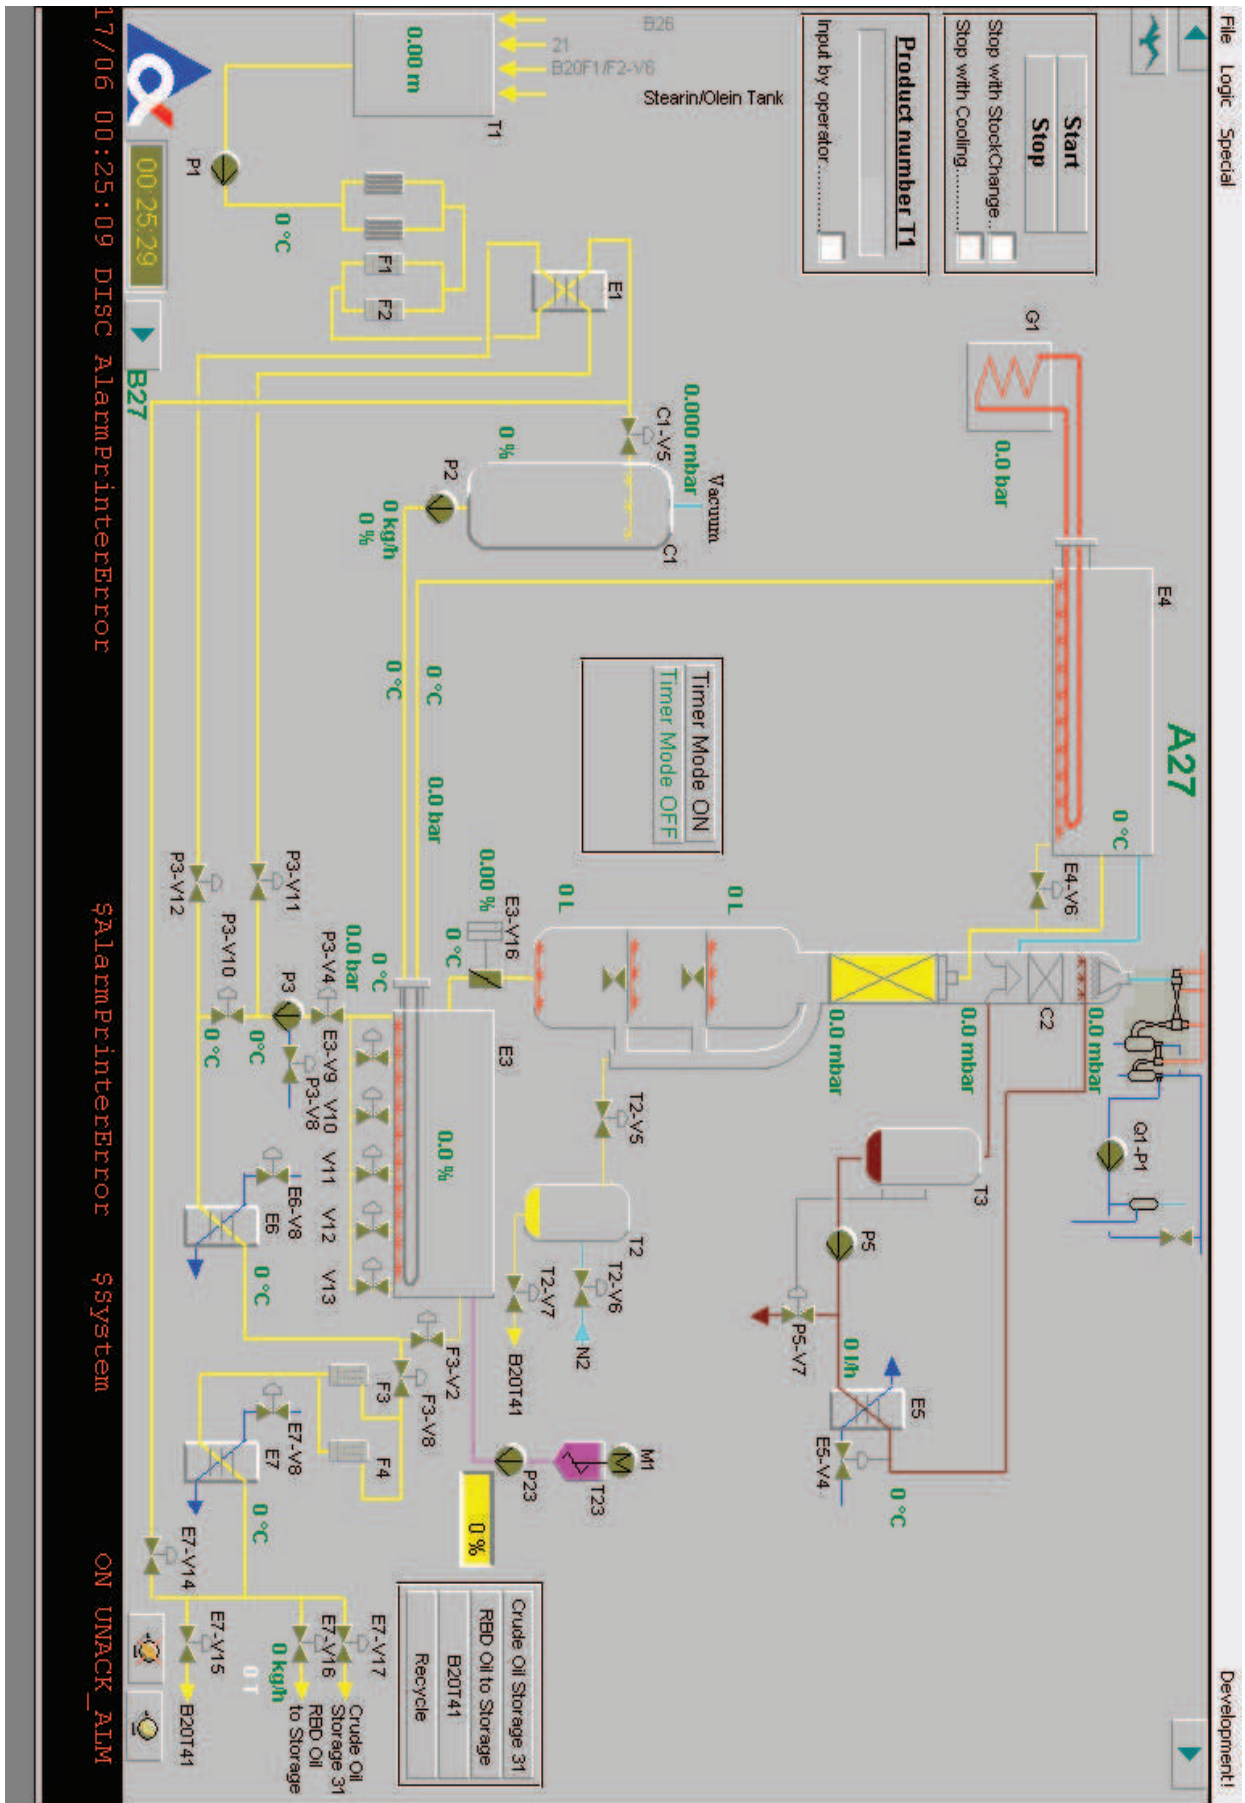 File Logic Special Development!
Start
Stop
Stop with StockChange..
Stop with Cooling..........
Product number T1
Input by operator............
A27
G1
0.0 bar
E4
0 °C
E4-V6
B26
21
B20F1/F2-V6
Stearin/Olein Tank
0.00 m
T1
P1
0 °C
F1
F2
E1
C1-V5
0.000 mbar
Vacuum
C1
0 %
P2
0 kg/h
0 %
0 °C
0 °C
0.0 bar
Timer Mode ON
Timer Mode OFF
0 L
0 L
E3-V16
0.00 %
0 °C
C2
0.0 mbar
0.0 mbar
0.0 mbar
Q1-P1
T3
P5
P5-V7
0 l/h
E5
E5-V4
0 °C
T2-V5
T2
T2-V6
N2
T2-V7
B20T41
E3
0.0 %
0 °C
0.0 bar
P3-V4
E3-V9
V10
V11
V12
V13
P3
P3-V8
P3-V10
P3-V11
P3-V12
0°C
0 °C
E6-V8
E6
0 °C
F3-V2
F3-V8
F3
F4
E7-V8
E7
0 °C
M1
T23
P23
0 %
Crude Oil Storage 31
RBD Oil to Storage
B20T41
Recycle
E7-V14
E7-V15
E7-V16
E7-V17
Crude Oil
Storage 31
RBD Oil
to Storage
0 kg/h
0 T
B20T41
00:25:29
B27
17/06 00:25:09 DISC AlarmPrinterError $AlarmPrinterError $System ON UNACK_ALM